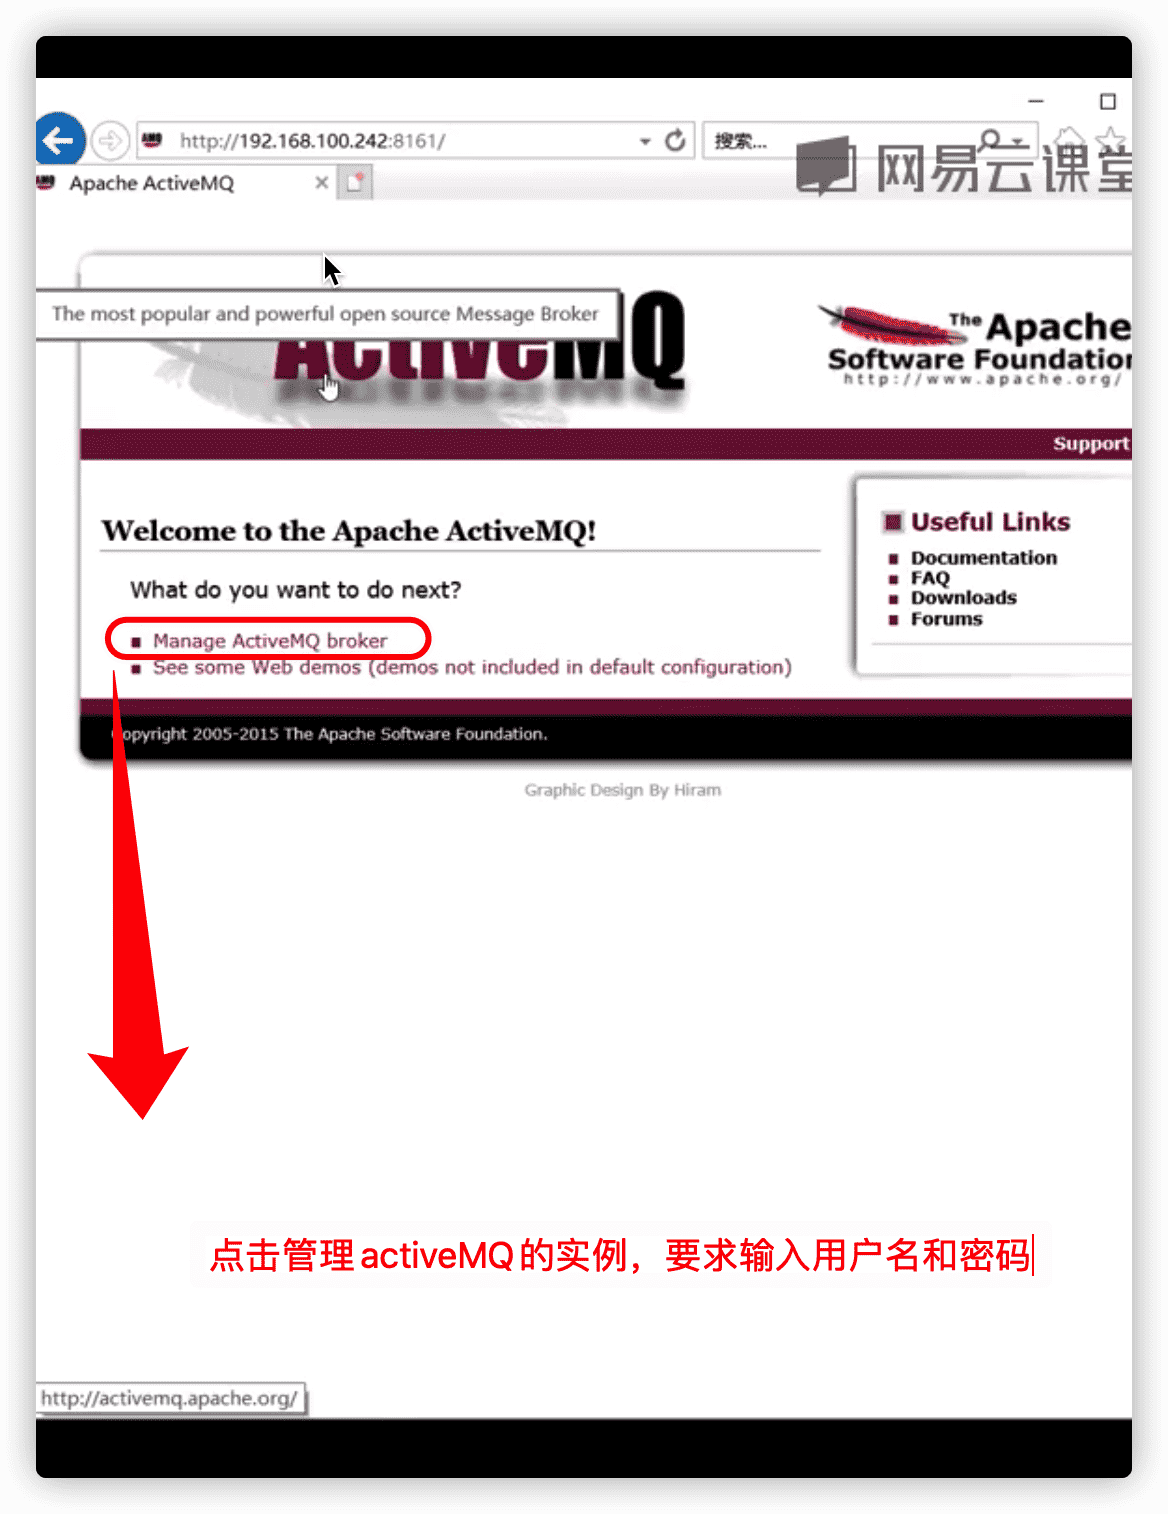 http://192.168.100.242:8161/
搜索...
网易云课堂
Apache ActiveMQ
The most popular and powerful open source Message Broker
ActiveMQ
The Apache
Software Foundation
http://www.apache.org/
Support
Welcome to the Apache ActiveMQ!
What do you want to do next?
Manage ActiveMQ broker
See some Web demos (demos not included in default configuration)
Useful Links
Documentation
FAQ
Downloads
Forums
Copyright 2005-2015 The Apache Software Foundation.
Graphic Design By Hiram
点击管理activeMQ的实例，要求输入用户名和密码
http://activemq.apache.org/